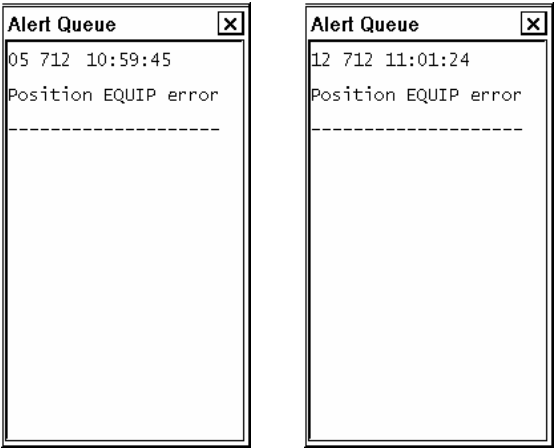 Alert Queue
05 712 10:59:45
Position EQUIP error
--------------------
Alert Queue
12 712 11:01:24
Position EQUIP error
--------------------